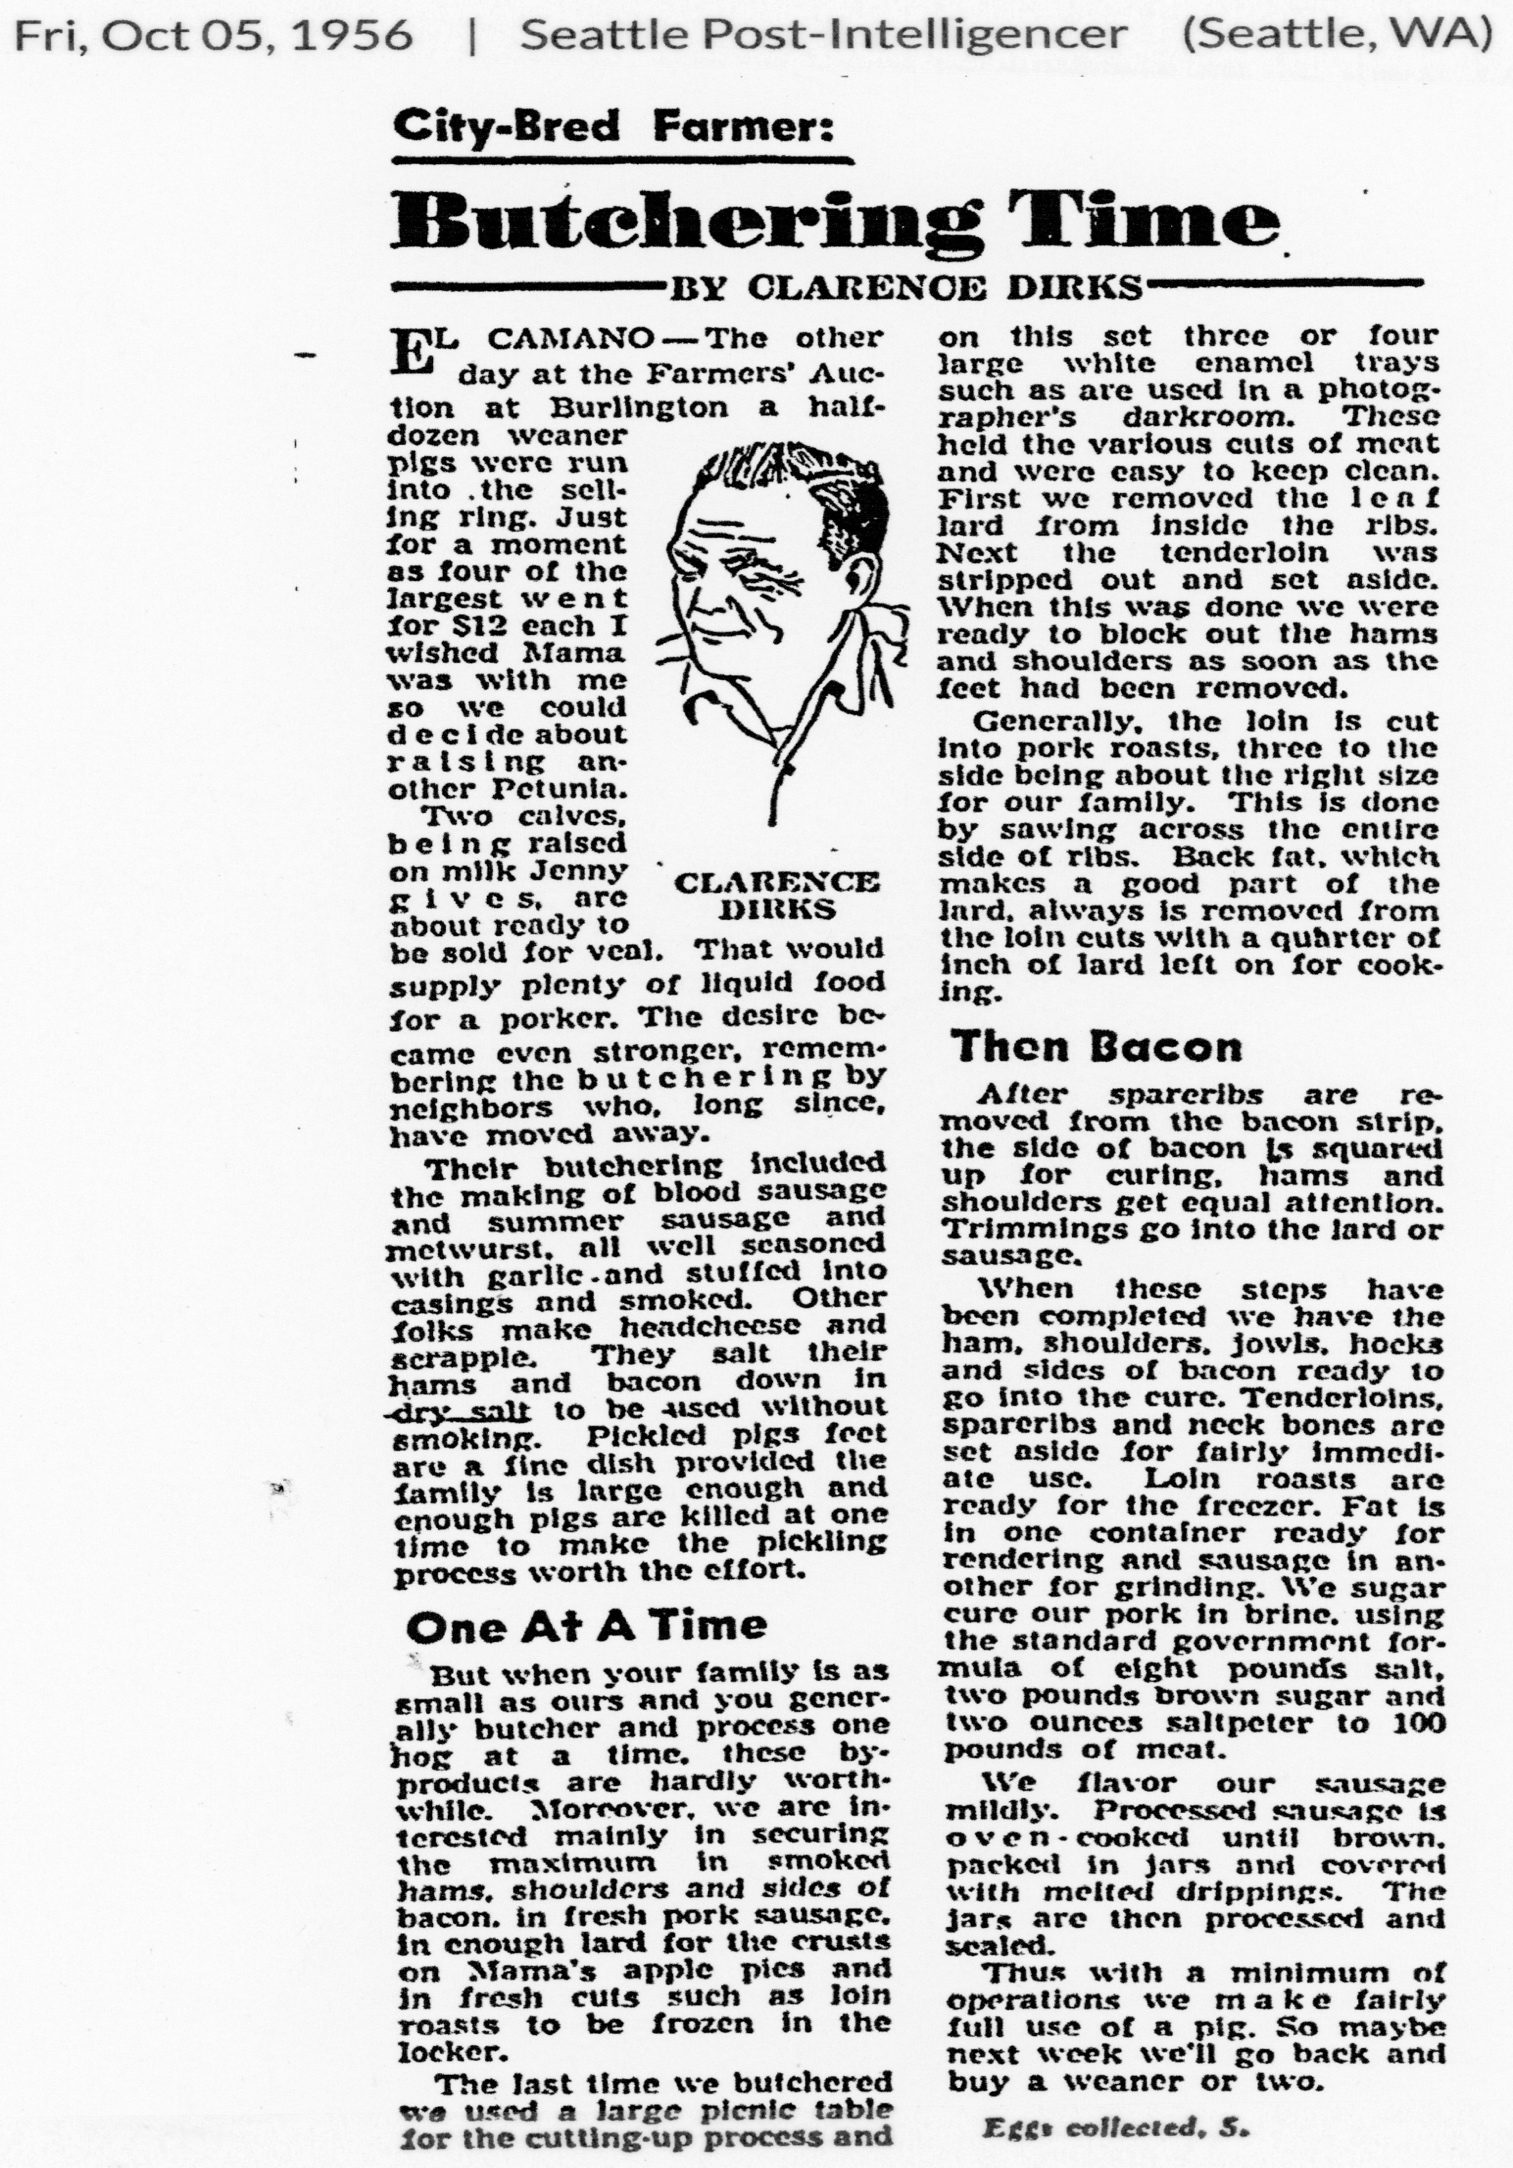 Fri, Oct 05, 1956 | Seattle Post-Intelligencer (Seattle, WA)
City-Bred Farmer:
Butchering Time
BY CLARENCE DIRKS
EL CAMANO—The other
day at the Farmers' Auc-
tion at Burlington a half-
dozen weaner
pigs were run
into the sell-
ing ring. Just
for a moment
as four of the
largest went
for $12 each I
wished Mama
was with me
so we could
decide about
raising an-
other Petunia.
Two calves,
being raised
on milk Jenny
gives, are
about ready to
be sold for veal. That would
supply plenty of liquid food
for a porker. The desire be-
came even stronger, remem-
bering the butchering by
neighbors who, long since,
have moved away.
Their butchering included
the making of blood sausage
and summer sausage and
metwurst, all well seasoned
with garlic and stuffed into
casings and smoked. Other
folks make headcheese and
scrapple. They salt their
hams and bacon down in
dry salt to be used without
smoking. Pickled pigs feet
are a fine dish provided the
family is large enough and
enough pigs are killed at one
time to make the pickling
process worth the effort.
One At A Time
But when your family is as
small as ours and you gener-
ally butcher and process one
hog at a time, these by-
products are hardly worth-
while. Moreover, we are in-
terested mainly in securing
the maximum in smoked
hams, shoulders and sides of
bacon, in fresh pork sausage,
in enough lard for the crusts
on Mama's apple pies and
in fresh cuts such as loin
roasts to be frozen in the
locker.
The last time we butchered
we used a large picnic table
for the cutting-up process and
CLARENCE
DIRKS
on this set three or four
large white enamel trays
such as are used in a photog-
rapher's darkroom. These
held the various cuts of meat
and were easy to keep clean.
First we removed the leaf
lard from inside the ribs.
Next the tenderloin was
stripped out and set aside.
When this was done we were
ready to block out the hams
and shoulders as soon as the
feet had been removed.
Generally, the loin is cut
into pork roasts, three to the
side being about the right size
for our family. This is done
by sawing across the entire
side of ribs. Back fat, which
makes a good part of the
lard, always is removed from
the loin cuts with a quarter of
inch of lard left on for cook-
ing.
Then Bacon
After spareribs are re-
moved from the bacon strip,
the side of bacon is squared
up for curing, hams and
shoulders get equal attention.
Trimmings go into the lard or
sausage.
When these steps have
been completed we have the
ham, shoulders, jowls, hocks
and sides of bacon ready to
go into the cure. Tenderloins,
spareribs and neck bones are
set aside for fairly immedi-
ate use. Loin roasts are
ready for the freezer. Fat is
in one container ready for
rendering and sausage in an-
other for grinding. We sugar
cure our pork in brine, using
the standard government for-
mula of eight pounds salt,
two pounds brown sugar and
two ounces saltpeter to 100
pounds of meat.
We flavor our sausage
mildly. Processed sausage is
oven-cooked until brown,
packed in jars and covered
with melted drippings. The
jars are then processed and
sealed.
Thus with a minimum of
operations we make fairly
full use of a pig. So maybe
next week we'll go back and
buy a weaner or two.
Eggs collected, 5.